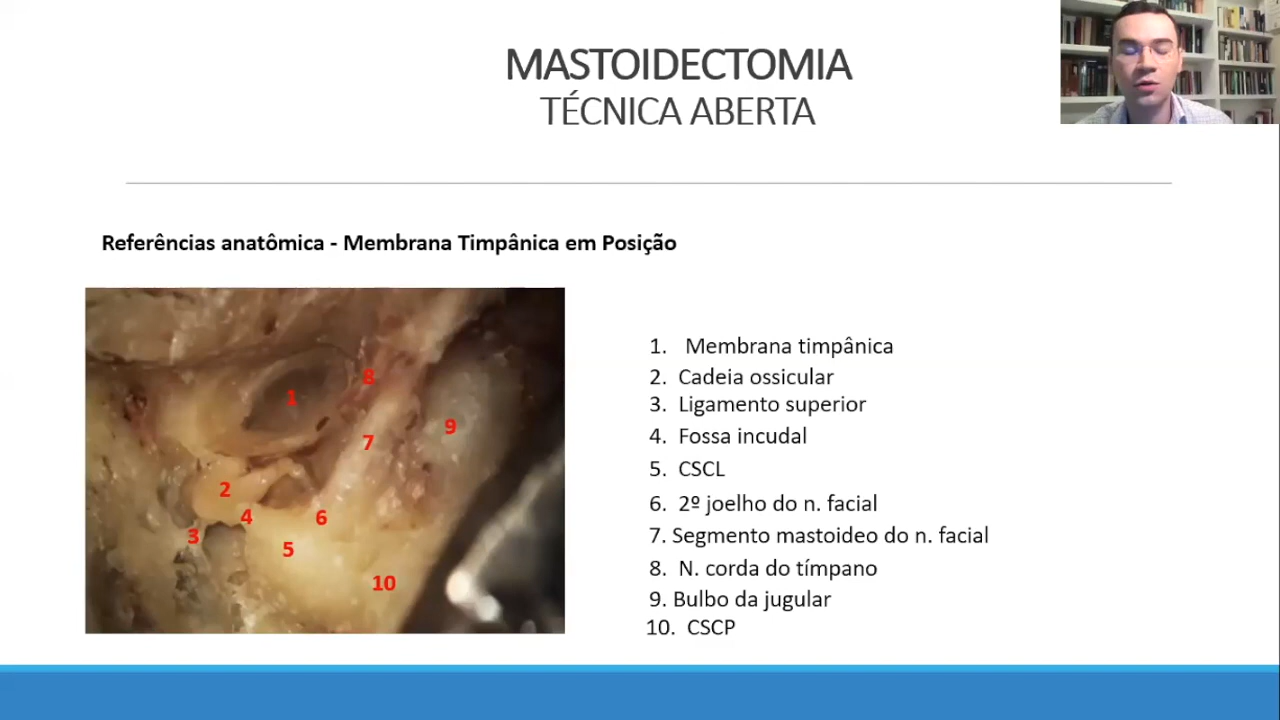 MASTOIDECTOMIA
TÉCNICA ABERTA
Referências anatômica - Membrana Timpânica em Posição
8
1
9
7
2
4
6
3
5
10
1. Membrana timpânica
2. Cadeia ossicular
3. Ligamento superior
4. Fossa incudal
5. CSCL
6. 2º joelho do n. facial
7. Segmento mastoideo do n. facial
8. N. corda do tímpano
9. Bulbo da jugular
10. CSCP